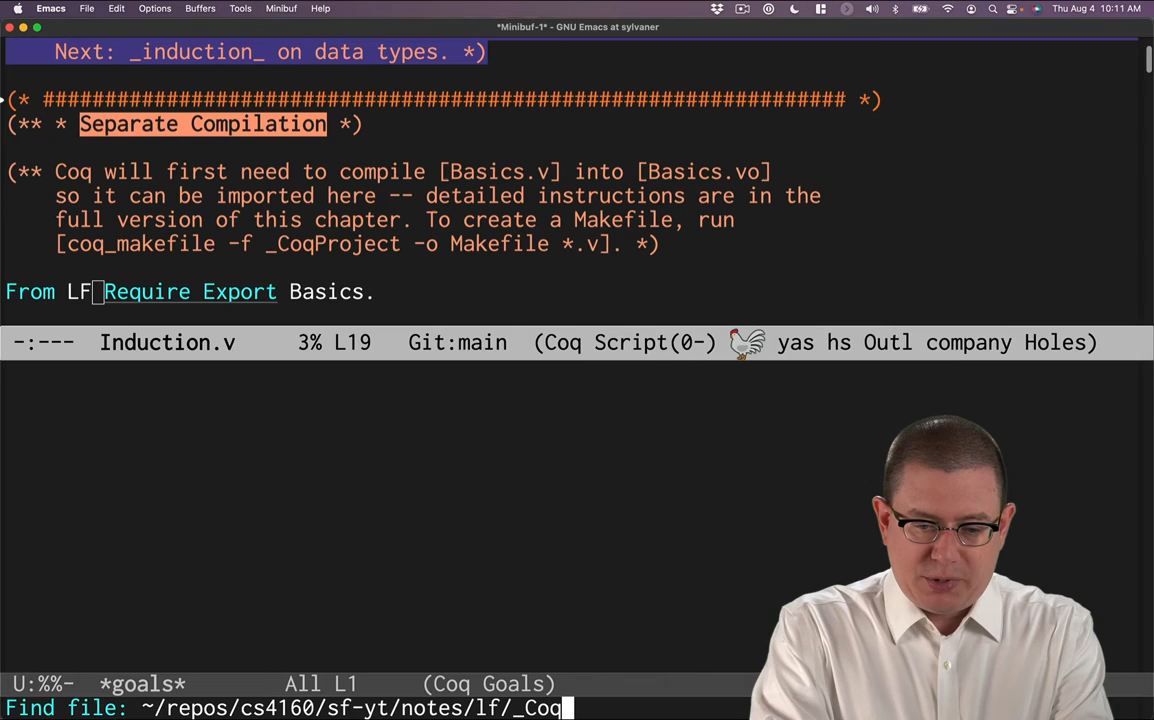 Emacs File Edit Options Buffers Tools Minibuf Help Thu Aug 4 10:11 AM
*Minibuf-1* - GNU Emacs at sylvaner
Next: _induction_ on data types. *)
(* ################################################################# *)
(** * Separate Compilation *)
(** Coq will first need to compile [Basics.v] into [Basics.vo]
so it can be imported here -- detailed instructions are in the
full version of this chapter. To create a Makefile, run
[coq_makefile -f _CoqProject -o Makefile *.v]. *)
From LF Require Export Basics.
-:--- Induction.v 3% L19 Git:main (Coq Script(0-) yas hs Outl company Holes)
U:%%- *goals* All L1 (Coq Goals)
Find file: ~/repos/cs4160/sf-yt/notes/lf/_Coq